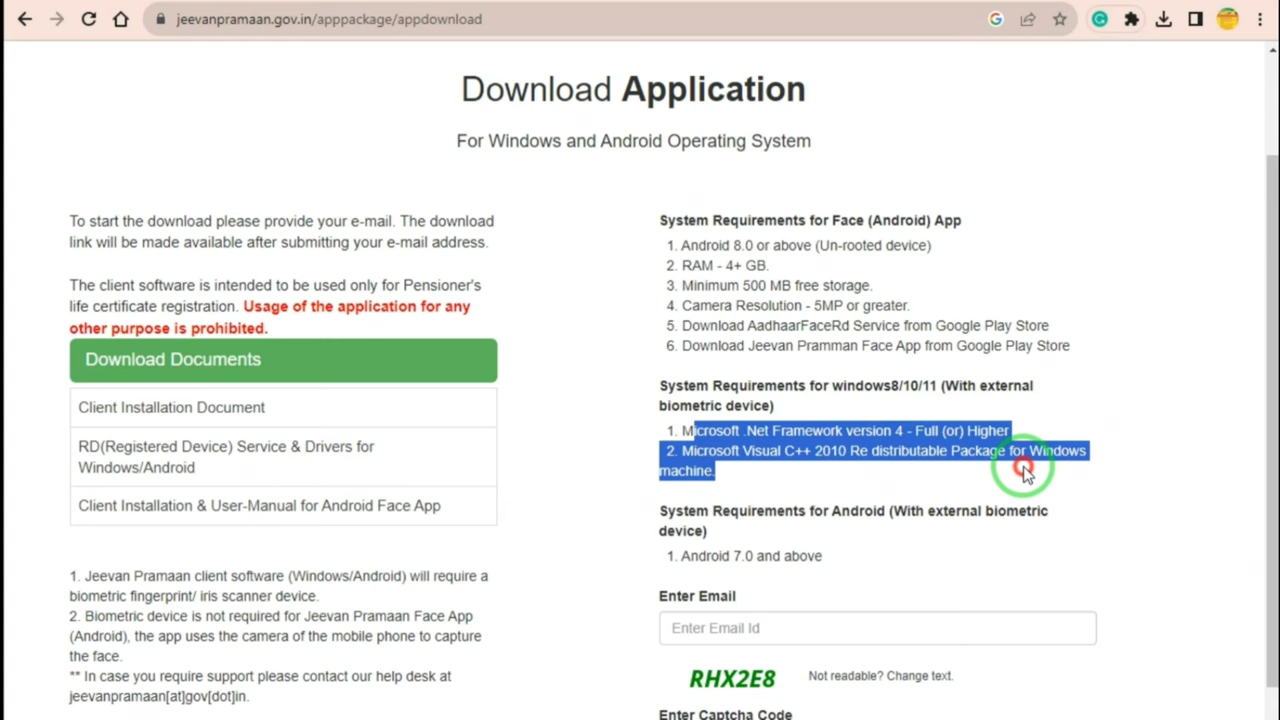 jeevanpramaan.gov.in/apppackage/appdownload
Download Application
For Windows and Android Operating System
To start the download please provide your e-mail. The download
link will be made available after submitting your e-mail address.
The client software is intended to be used only for Pensioner's
life certificate registration. Usage of the application for any
other purpose is prohibited.
Download Documents
Client Installation Document
RD(Registered Device) Service & Drivers for
Windows/Android
Client Installation & User-Manual for Android Face App
1. Jeevan Pramaan client software (Windows/Android) will require a
biometric fingerprint/ iris scanner device.
2. Biometric device is not required for Jeevan Pramaan Face App
(Android), the app uses the camera of the mobile phone to capture
the face.
** In case you require support please contact our help desk at
jeevanpramaan[at]gov[dot]in.
System Requirements for Face (Android) App
1. Android 8.0 or above (Un-rooted device)
2. RAM - 4+ GB.
3. Minimum 500 MB free storage.
4. Camera Resolution - 5MP or greater.
5. Download AadhaarFaceRd Service from Google Play Store
6. Download Jeevan Pramman Face App from Google Play Store
System Requirements for windows8/10/11 (With external
biometric device)
1. Microsoft .Net Framework version 4 - Full (or) Higher
2. Microsoft Visual C++ 2010 Re distributable Package for Windows
machine.
System Requirements for Android (With external biometric
device)
1. Android 7.0 and above
Enter Email
Enter Email Id
RHX2E8
Not readable? Change text.
Enter Captcha Code